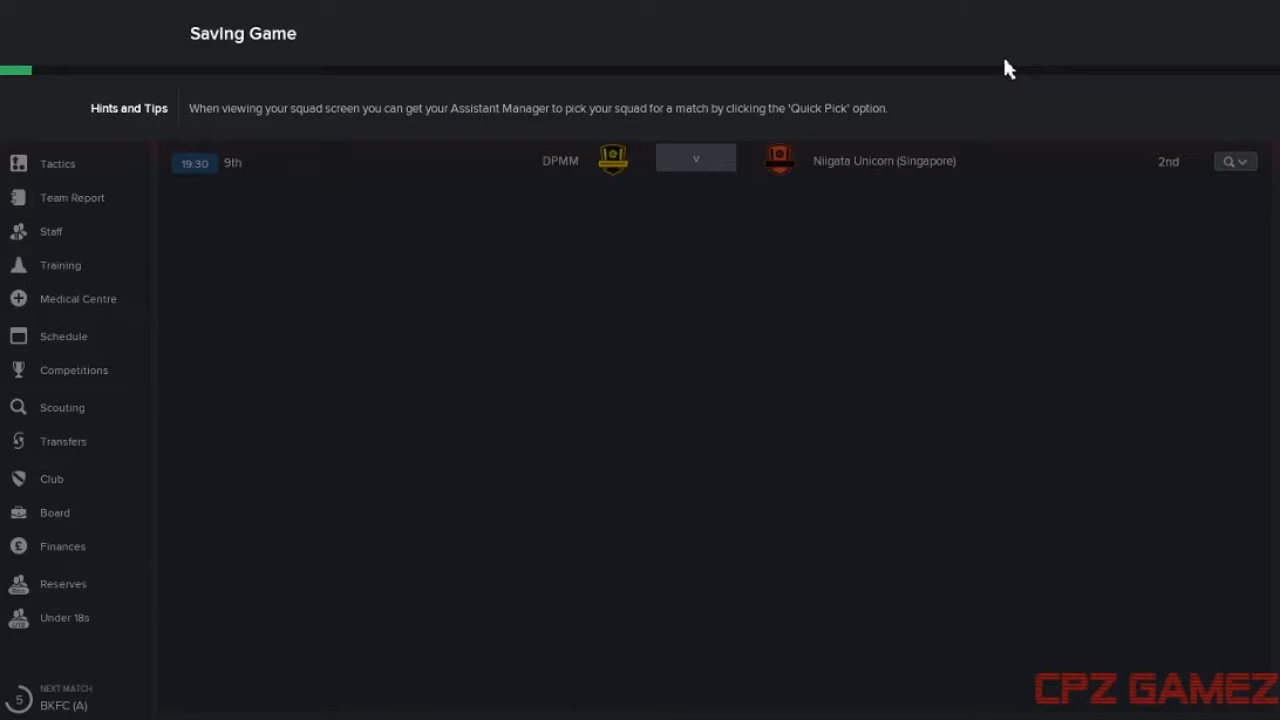 Saving Game
Hints and Tips
When viewing your squad screen you can get your Assistant Manager to pick your squad for a match by clicking the 'Quick Pick' option.
Tactics
19:30 9th DPMM v Niigata Unicorn (Singapore) 2nd
Team Report
Staff
Training
Medical Centre
Schedule
Competitions
Scouting
Transfers
Club
Board
Finances
Reserves
Under 18s
5
NEXT MATCH
BKFC (A)
CPZ GAMEZ